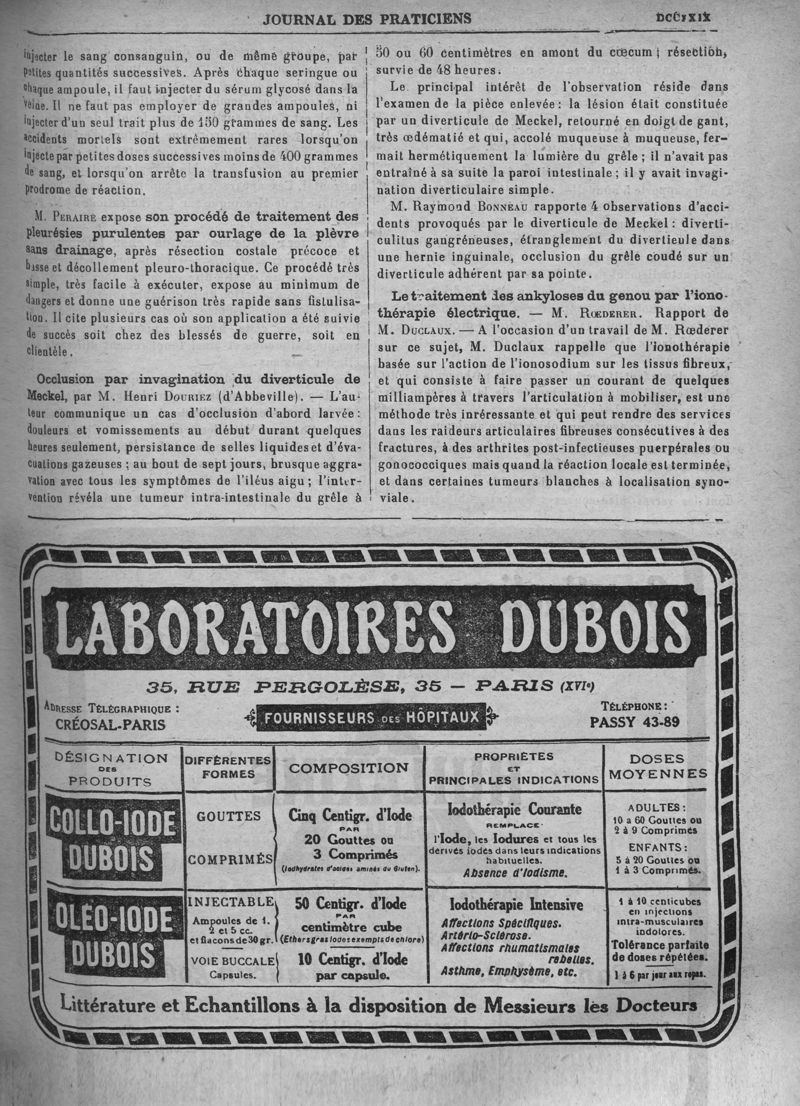 JOURNAL DES PRATICIENS
injecter le sang consanguin, ou de même groupe, par
petites quantités successives. Après chaque seringue ou
chaque ampoule, il faut injecter du sérum glycosé dans la
veine. Il ne faut pas employer de grandes ampoules, ni
injecter d'un seul trait plus de 150 grammes de sang. Les
accidents mortels sont extrêmement rares lorsqu'on
injecte par petites doses successives moins de 400 grammes
de sang, et lorsqu'on arrête la transfusion au premier
prodrome de réaction.
M. PERAIRE expose son procédé de traitement des
pleurésies purulentes par ourlage de la plèvre
sans drainage, après résection costale précoce et
basse et décollement pleuro-thoracique. Ce procédé très
simple, très facile à exécuter, expose au minimum de
dangers et donne une guérison très rapide sans fistulisa-
tion. Il cite plusieurs cas où son application a été suivie
de succès soit chez des blessés de guerre, soit en
clientèle.
Occlusion par invagination du diverticule de
Meckel, par M. Henri DOURIEZ (d'Abbeville). — L'au-
teur communique un cas d'occlusion d'abord larvée :
douleurs et vomissements au début durant quelques
heures seulement, persistance de selles liquides et d'éva-
cuations gazeuses ; au bout de sept jours, brusque aggra-
vation avec tous les symptômes de l'iléus aigu ; l'inter-
vention révéla une tumeur intra-intestinale du grêle à
50 ou 60 centimètres en amont du cœcum ; résection,
survie de 48 heures.
Le principal intérêt de l'observation réside dans
l'examen de la pièce enlevée : la lésion était constituée
par un diverticule de Meckel, retourné en doigt de gant,
très œdématié et qui, accolé muqueuse à muqueuse, fer-
mait hermétiquement la lumière du grêle ; il n'avait pas
entraîné à sa suite la paroi intestinale ; il y avait invagi-
nation diverticulaire simple.
M. Raymond BONNEAU rapporte 4 observations d'acci-
dents provoqués par le diverticule de Meckel : diverti-
culitus gangréneuses, étranglement du diverticule dans
une hernie inguinale, occlusion du grêle coudé sur un
diverticule adhérent par sa pointe.
Le traitement des ankyloses du genou par l'iono-
thérapie électrique. — M. RŒDERER. Rapport de
M. DUCLAUX. — A l'occasion d'un travail de M. Rœderer
sur ce sujet, M. Duclaux rappelle que l'ionothérapie
basée sur l'action de l'ionosodium sur les tissus fibreux,
et qui consiste à faire passer un courant de quelques
milliampères à travers l'articulation à mobiliser, est une
méthode très inréressante et qui peut rendre des services
dans les raideurs articulaires fibreuses consécutives à des
fractures, à des arthrites post-infectieuses puerpérales ou
gonococciques mais quand la réaction locale est terminée,
et dans certaines tumeurs blanches à localisation syno-
viale.
LABORATOIRES DUBOIS
35, RUE PERGOLÈSE, 35 — PARIS (XVIe)
ADRESSE TÉLÉGRAPHIQUE :
CRÉOSAL-PARIS
FOURNISSEURS DES HÔPITAUX
TÉLÉPHONE :
PASSY 43-89
DÉSIGNATION
DES
PRODUITS
DIFFÉRENTES
FORMES
COMPOSITION
PROPRIÉTES
ET
PRINCIPALES INDICATIONS
DOSES
MOYENNES
COLLO-IODE
DUBOIS
GOUTTES
COMPRIMÉS
Cinq Centigr. d'Iode
PAR
20 Gouttes ou
3 Comprimés
(Iodhydrates d'acides aminés du Gluten).
Iodothérapie Courante
REMPLACE
l'Iode, les Iodures et tous les
dérivés iodés dans leurs indications
habituelles.
Absence d'Iodisme.
ADULTES :
10 a 60 Gouttes ou
2 à 9 Comprimés
ENFANTS :
5 à 20 Gouttes ou
1 à 3 Comprimés.
OLÉO-IODE
DUBOIS
INJECTABLE
Ampoules de 1.
2 et 5 cc.
et flacons de 30 gr.
VOIE BUCCALE
Capsules.
50 Centigr. d'Iode
PAR
centimètre cube
(Ethers gras iodés exempts de chlore)
10 Centigr. d'Iode
par capsule.
Iodothérapie Intensive
Affections Spécifiques.
Artério-Sclérose.
Affections rhumatismales
rebelles.
Asthme, Emphysème, etc.
1 à 10 centicubes
en injections
intra-musculaires
indolores.
Tolérance parfaite
de doses répétées.
1 à 6 par jour aux repas.
Littérature et Echantillons à la disposition de Messieurs les Docteurs